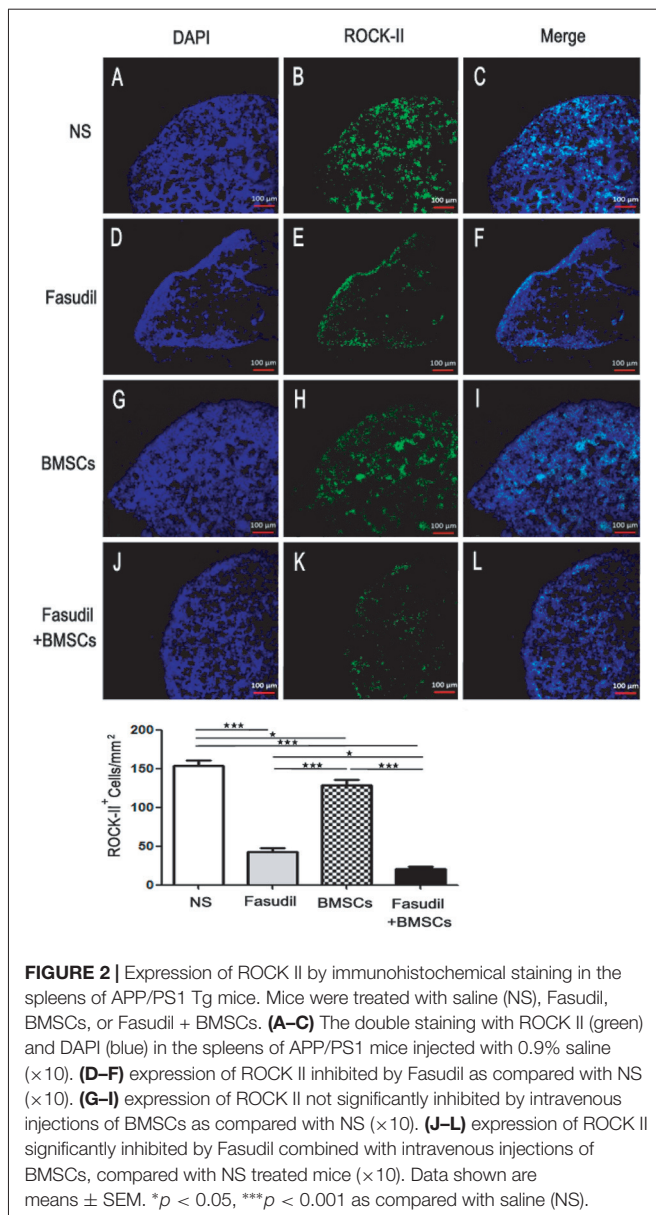 DAPI ROCK-II Merge
NS A B C
100 µm 100 µm 100 µm
Fasudil D E F
100 µm 100 µm 100 µm
BMSCs G H I
100 µm 100 µm 100 µm
Fasudil
+BMSCs J K L
100 µm 100 µm 100 µm
ROCK-II+ Cells/mm²
200
150
100
50
0
***
*
***
*
*** ***
NS Fasudil BMSCs Fasudil
+BMSCs
FIGURE 2 | Expression of ROCK II by immunohistochemical staining in the
spleens of APP/PS1 Tg mice. Mice were treated with saline (NS), Fasudil,
BMSCs, or Fasudil + BMSCs. (A–C) The double staining with ROCK II (green)
and DAPI (blue) in the spleens of APP/PS1 mice injected with 0.9% saline
(×10). (D–F) expression of ROCK II inhibited by Fasudil as compared with NS
(×10). (G–I) expression of ROCK II not significantly inhibited by intravenous
injections of BMSCs as compared with NS (×10). (J–L) expression of ROCK II
significantly inhibited by Fasudil combined with intravenous injections of
BMSCs, compared with NS treated mice (×10). Data shown are
means ± SEM. *p < 0.05, ***p < 0.001 as compared with saline (NS).